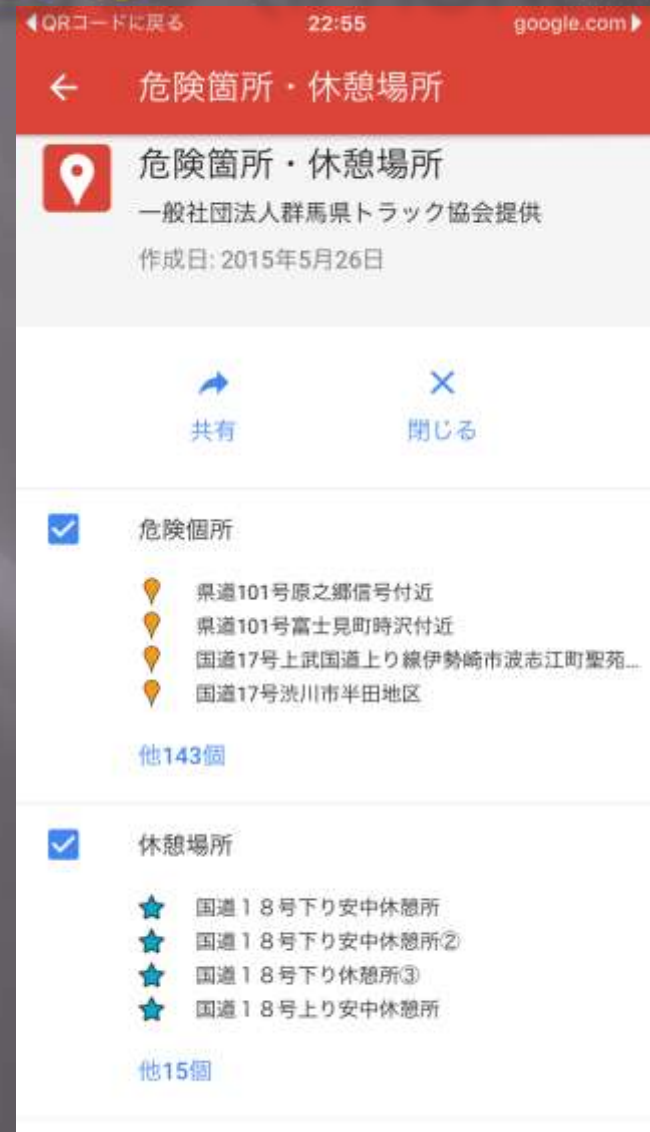 QRコードに戻る 22:55 google.com
危険箇所・休憩場所
危険箇所・休憩場所
一般社団法人群馬県トラック協会提供
作成日: 2015年5月26日
共有 閉じる
危険個所
県道101号原之郷信号付近
県道101号富士見町時沢付近
国道17号上武国道上り線伊勢崎市波志江町聖苑...
国道17号渋川市半田地区
他143個
休憩場所
国道18号下り安中休憩所
国道18号下り安中休憩所②
国道18号下り休憩所③
国道18号上り安中休憩所
他15個